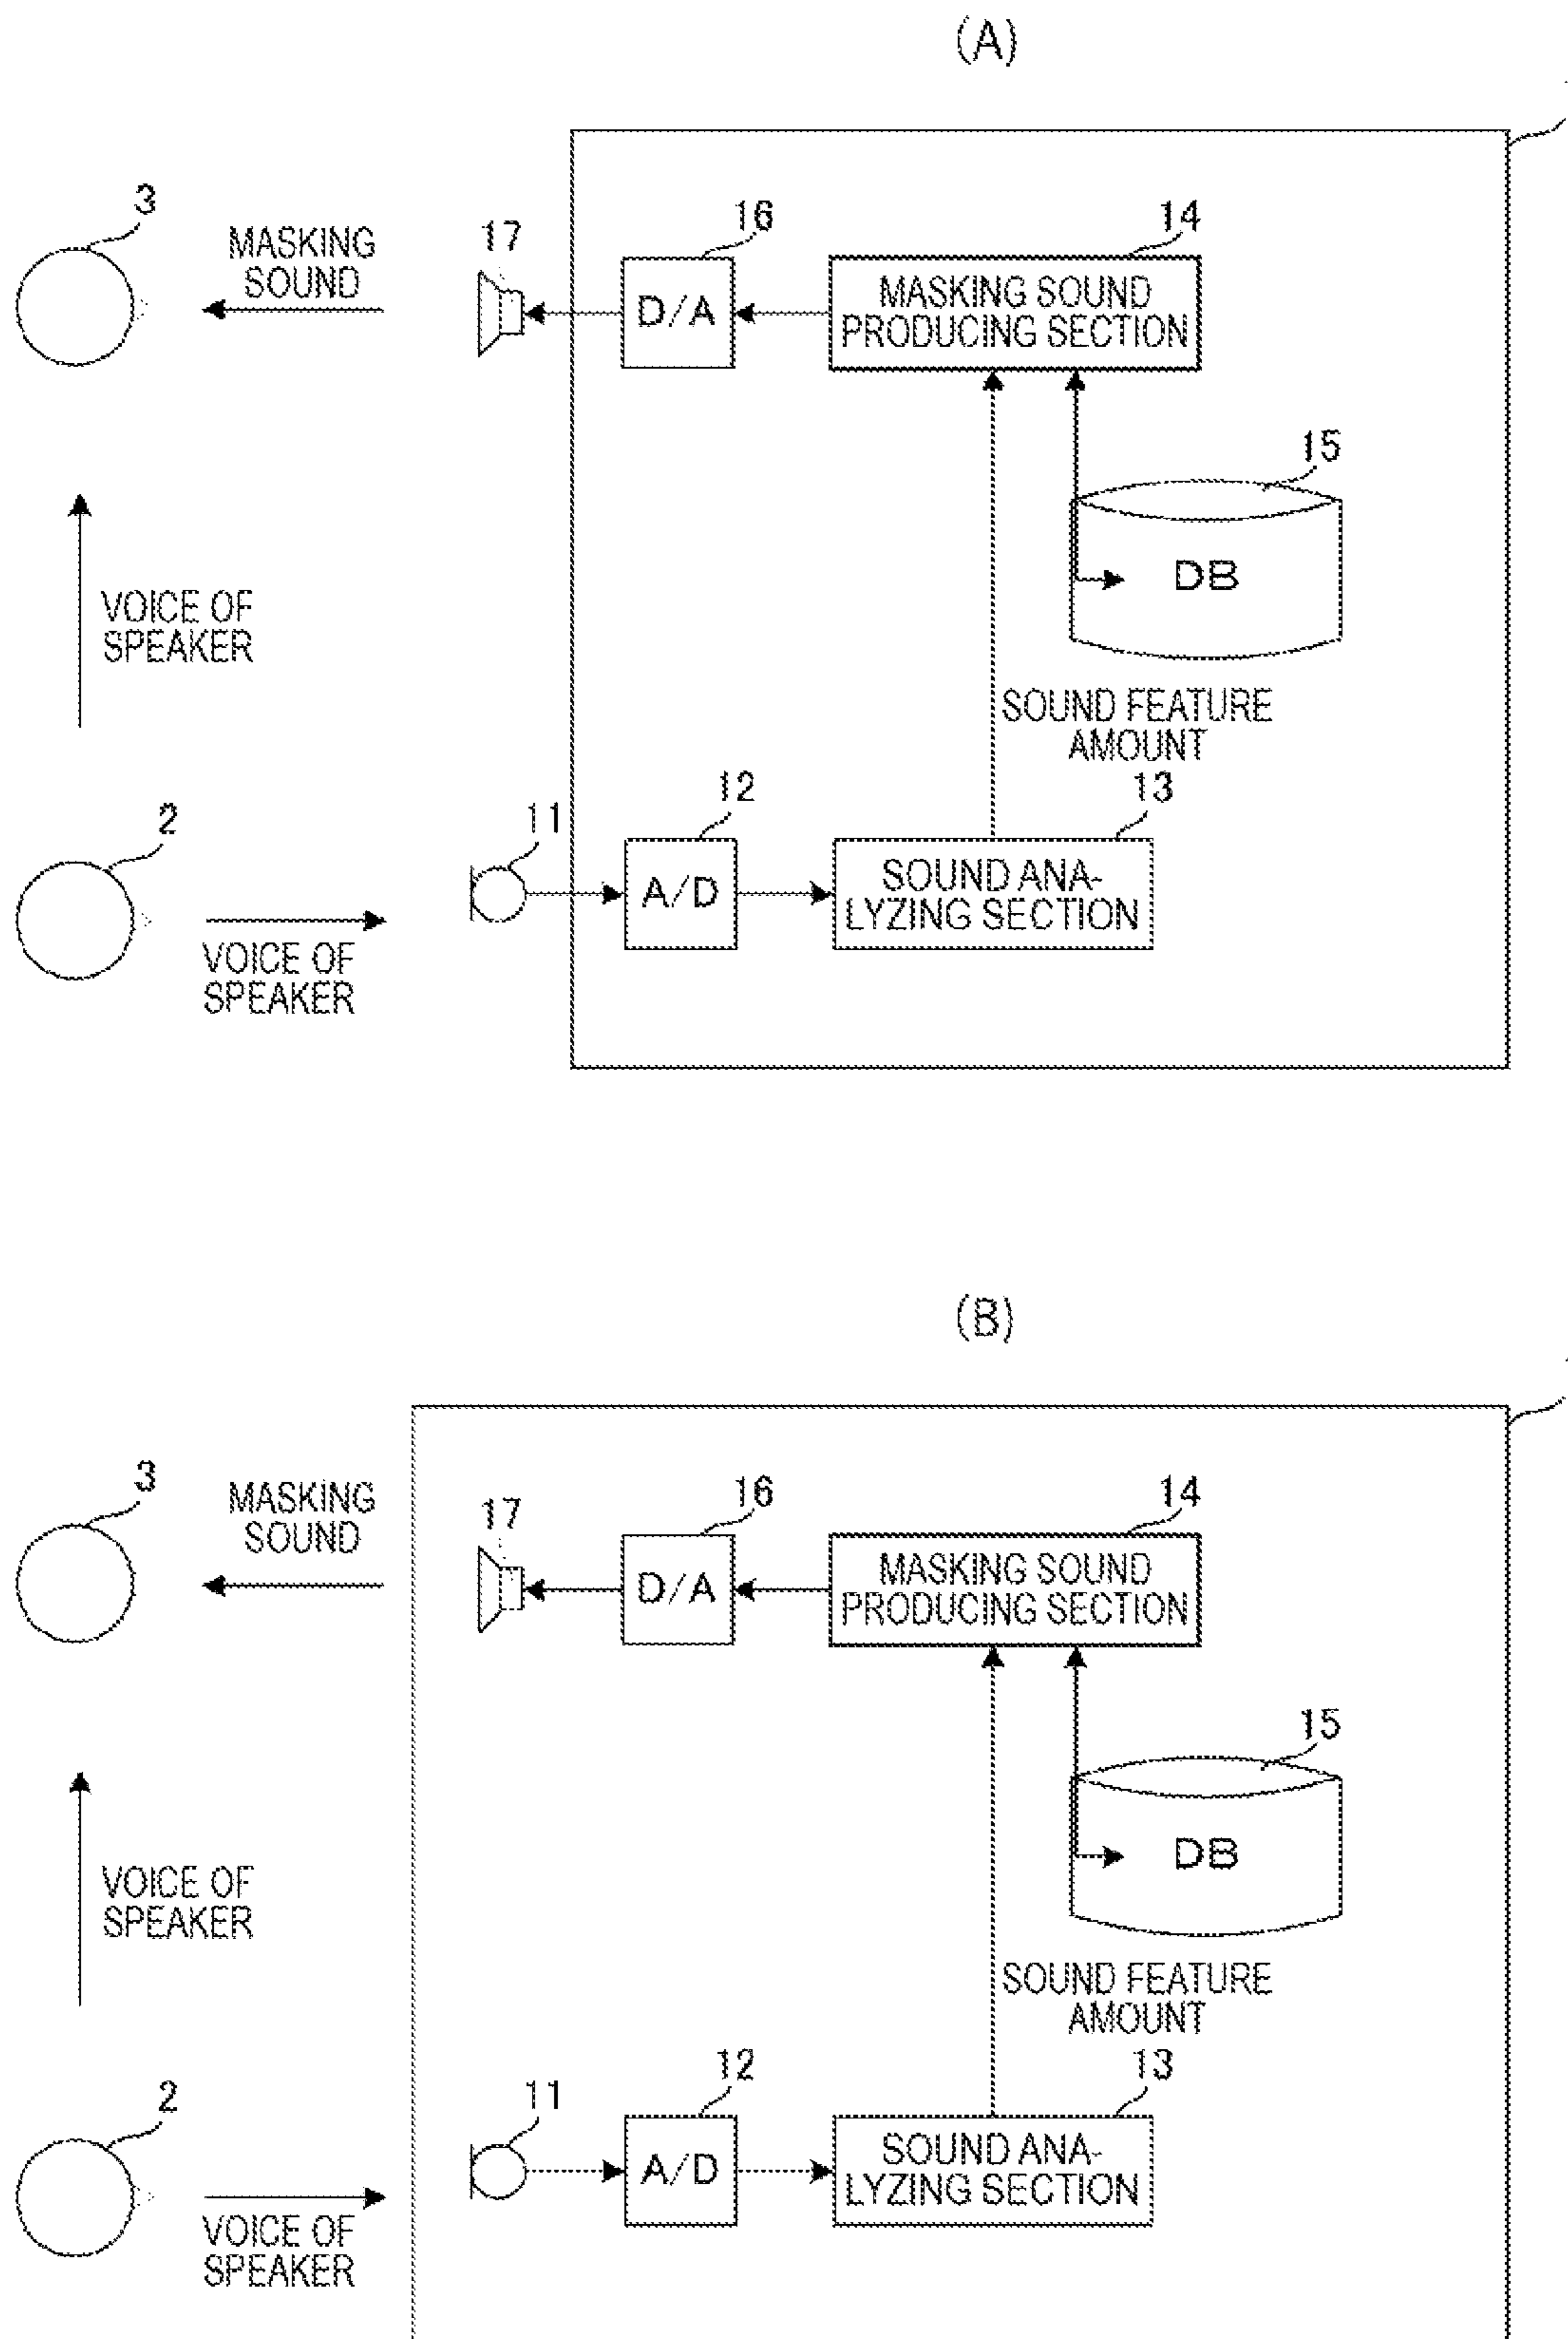 (A)
3
MASKING
SOUND
17
16
14
D/A
MASKING SOUND
PRODUCING SECTION
15
DB
VOICE OF
SPEAKER
SOUND FEATURE
AMOUNT
2
11
12
13
A/D
SOUND ANA-
LYZING SECTION
VOICE OF
SPEAKER
(B)
3
MASKING
SOUND
17
16
14
D/A
MASKING SOUND
PRODUCING SECTION
15
DB
VOICE OF
SPEAKER
SOUND FEATURE
AMOUNT
2
11
12
13
A/D
SOUND ANA-
LYZING SECTION
VOICE OF
SPEAKER